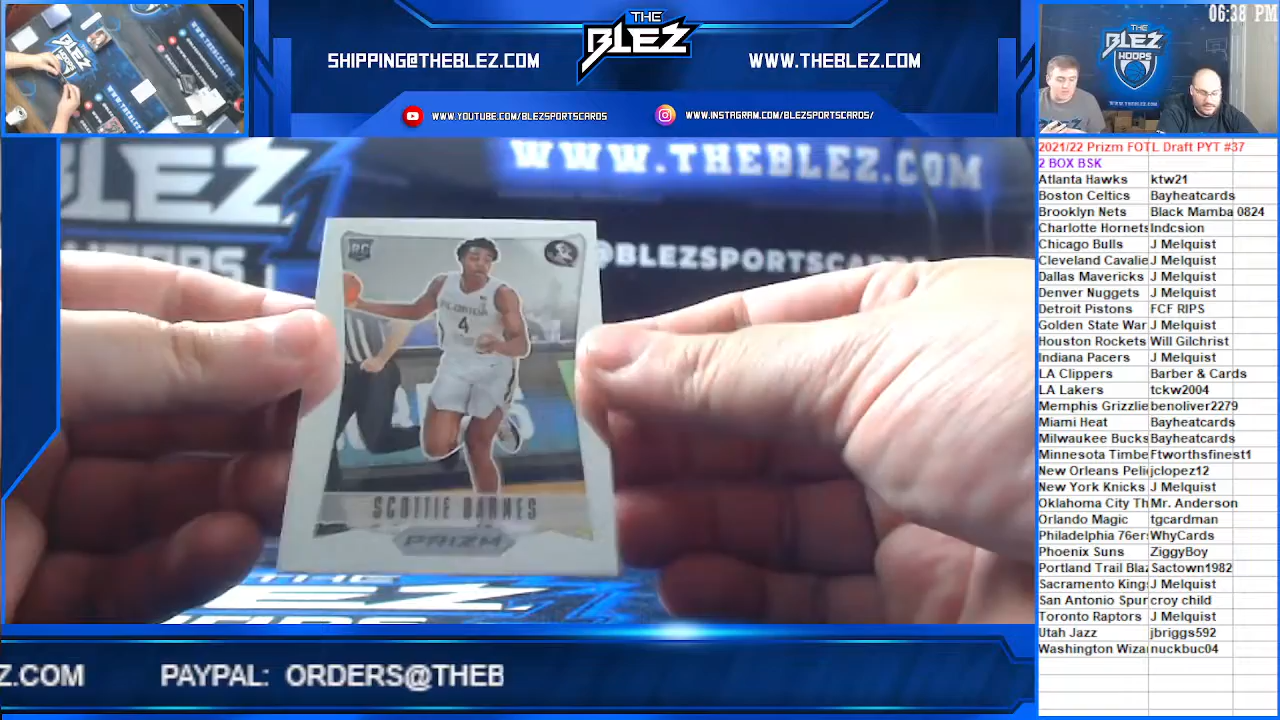 SHIPPING@THEBLEZ.COM
THE
BLEZ
WWW.THEBLEZ.COM
WWW.YOUTUBE.COM/BLEZSPORTSCARDS
WWW.INSTAGRAM.COM/BLEZSPORTSCARDS/
06:38 PM
THE
BLEZ
HOOPS
WWW.THEBLEZ.COM
BLEZ
WWW.THEBLEZ.COM
@BLEZSPORTSCARDS
RC
FLORIDA
4
SCOTTIE BARNES
PRIZM
2021/22 Prizm FOTL Draft PYT #37
2 BOX BSK
Atlanta Hawks ktw21
Boston Celtics Bayheatcards
Brooklyn Nets Black Mamba 0824
Charlotte Hornets Indcsion
Chicago Bulls J Melquist
Cleveland Cavalie J Melquist
Dallas Mavericks J Melquist
Denver Nuggets J Melquist
Detroit Pistons FCF RIPS
Golden State War J Melquist
Houston Rockets Will Gilchrist
Indiana Pacers J Melquist
LA Clippers Barber & Cards
LA Lakers tckw2004
Memphis Grizzlie benoliver2279
Miami Heat Bayheatcards
Milwaukee Bucks Bayheatcards
Minnesota Timbe Ftworthsfinest1
New Orleans Peli jclopez12
New York Knicks J Melquist
Oklahoma City Th Mr. Anderson
Orlando Magic tgcardman
Philadelphia 76er WhyCards
Phoenix Suns ZiggyBoy
Portland Trail Blaz Sactown1982
Sacramento King J Melquist
San Antonio Spur croy child
Toronto Raptors J Melquist
Utah Jazz jbriggs592
Washington Wiza nuckbuc04
Z.COM PAYPAL: ORDERS@THEB